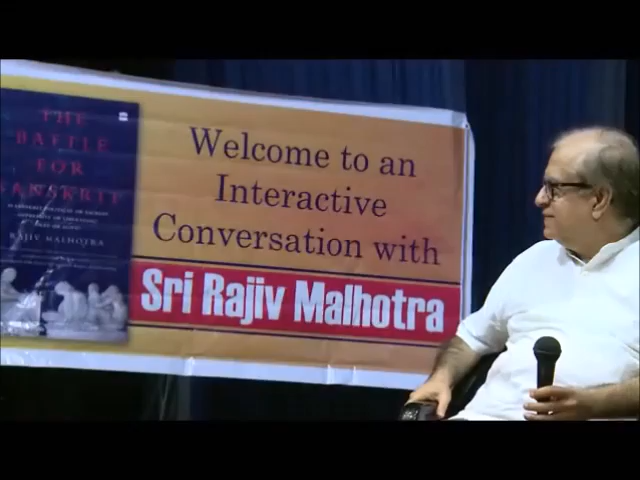 THE
BATTLE
FOR
SANSKRIT
RAJIV MALHOTRA
Welcome to an
Interactive
Conversation with
Sri Rajiv Malhotra